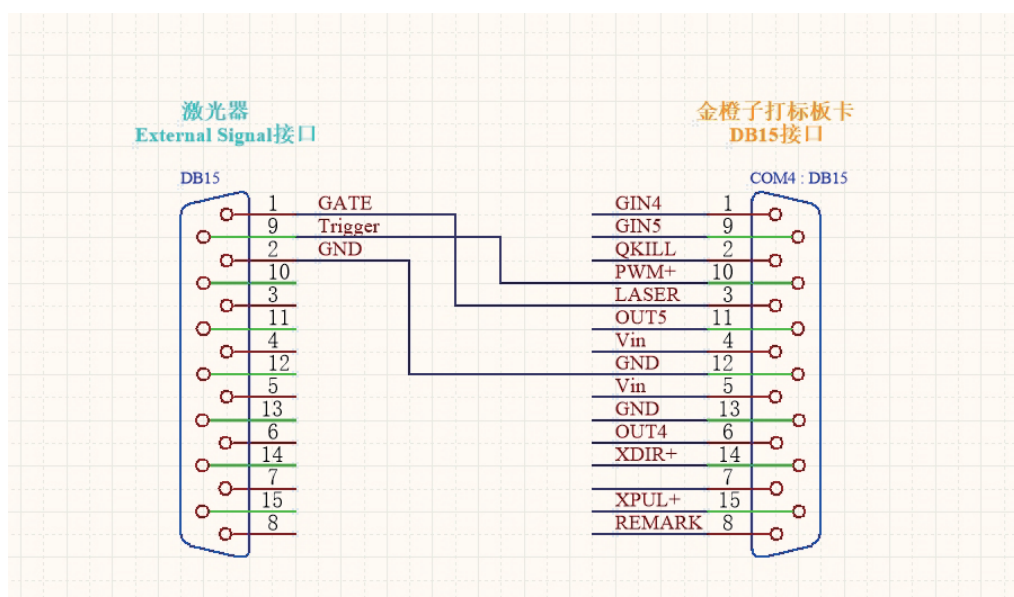 激光器
External Signal接口
金橙子打标板卡
DB15接口
DB15
1 GATE
9 Trigger
2 GND
10
3
11
4
12
5
13
6
14
7
15
8
COM4 : DB15
GIN4 1
GIN5 9
QKILL 2
PWM+ 10
LASER 3
OUT5 11
Vin 4
GND 12
Vin 5
GND 13
OUT4 6
XDIR+ 14
7
XPUL+ 15
REMARK 8